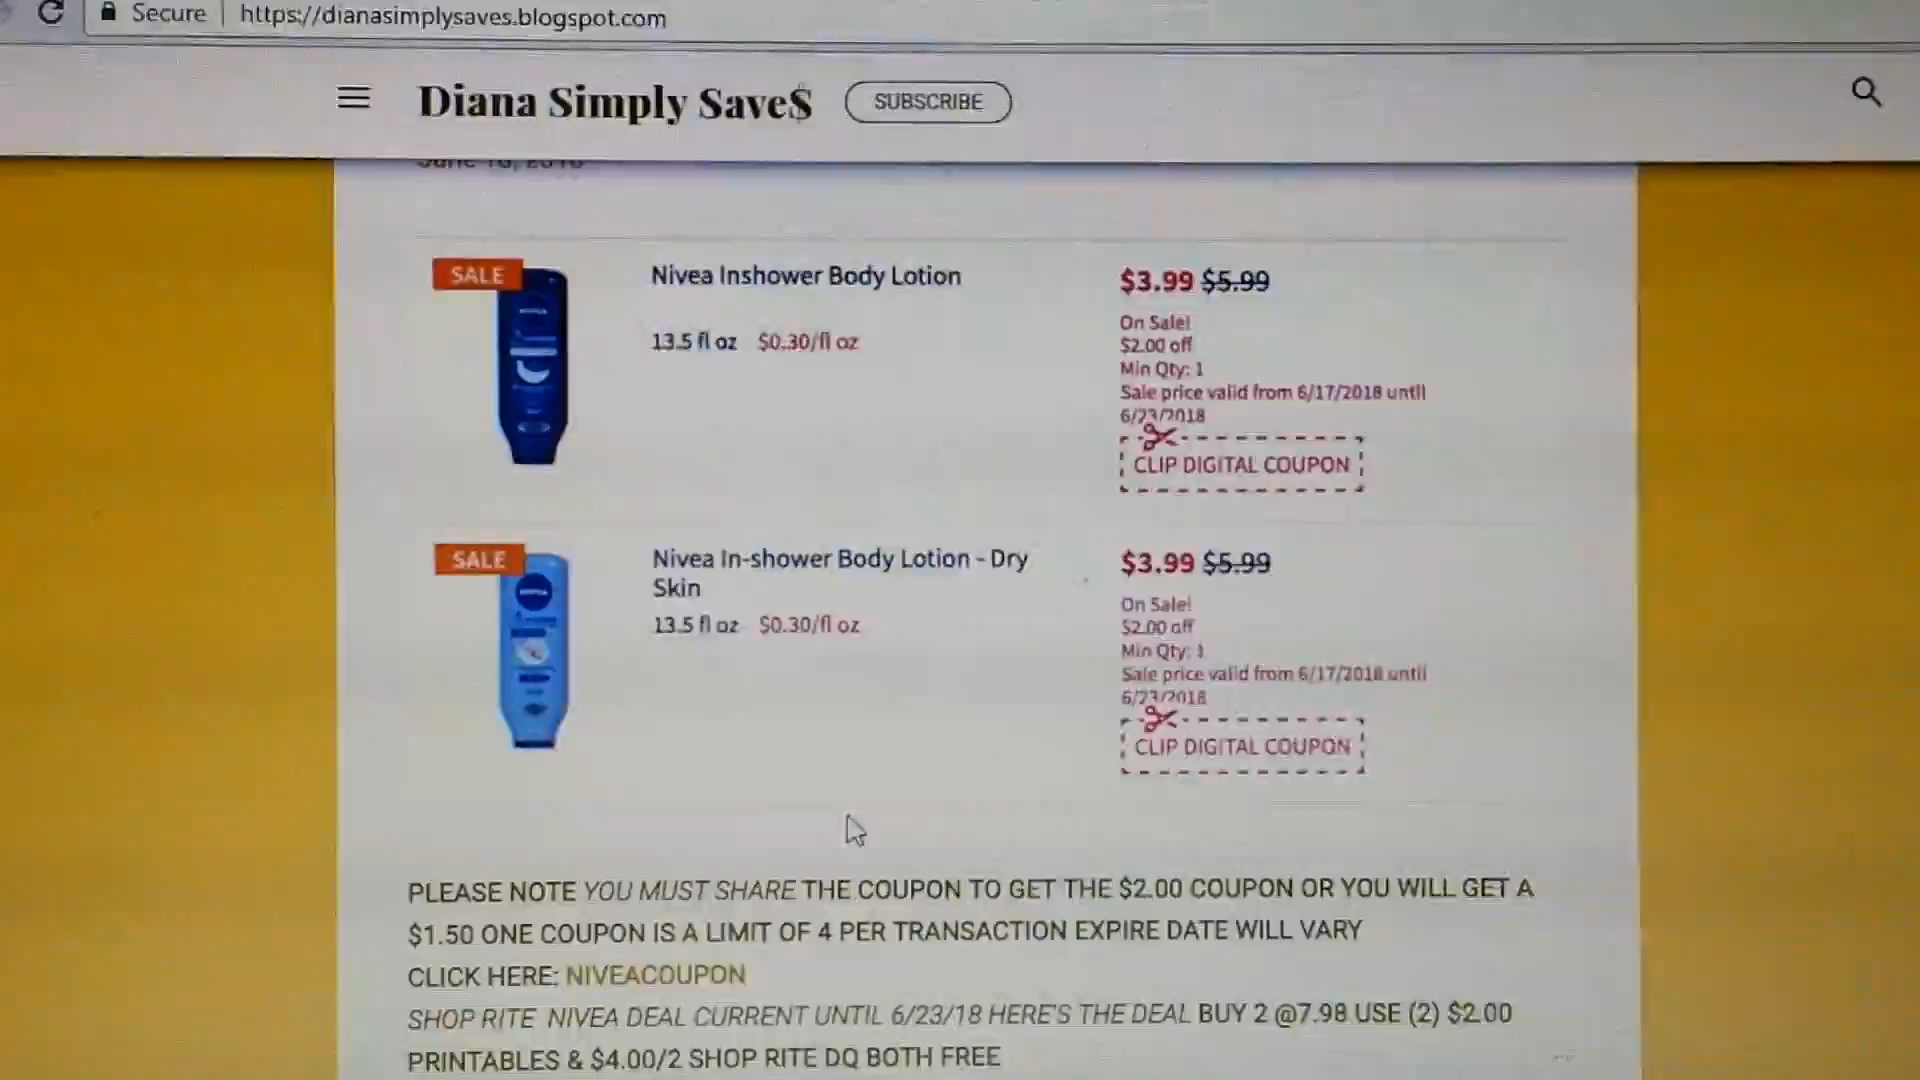 Secure | https://dianasimplysaves.blogspot.com
Diana Simply Save$
SUBSCRIBE
SALE
Nivea Inshower Body Lotion
13.5 fl oz $0.30/fl oz
$3.99 $5.99
On Sale!
$2.00 off
Min Qty: 1
Sale price valid from 6/17/2018 until
6/23/2018
CLIP DIGITAL COUPON
SALE
NIVEA
Nivea In-shower Body Lotion - Dry
Skin
13.5 fl oz $0.30/fl oz
$3.99 $5.99
On Sale!
$2.00 off
Min Qty: 1
Sale price valid from 6/17/2018 until
6/23/2018
CLIP DIGITAL COUPON
PLEASE NOTE YOU MUST SHARE THE COUPON TO GET THE $2.00 COUPON OR YOU WILL GET A
$1.50 ONE COUPON IS A LIMIT OF 4 PER TRANSACTION EXPIRE DATE WILL VARY
CLICK HERE: NIVEACOUPON
SHOP RITE NIVEA DEAL CURRENT UNTIL 6/23/18 HERE'S THE DEAL BUY 2 @7.98 USE (2) $2.00
PRINTABLES & $4.00/2 SHOP RITE DQ BOTH FREE